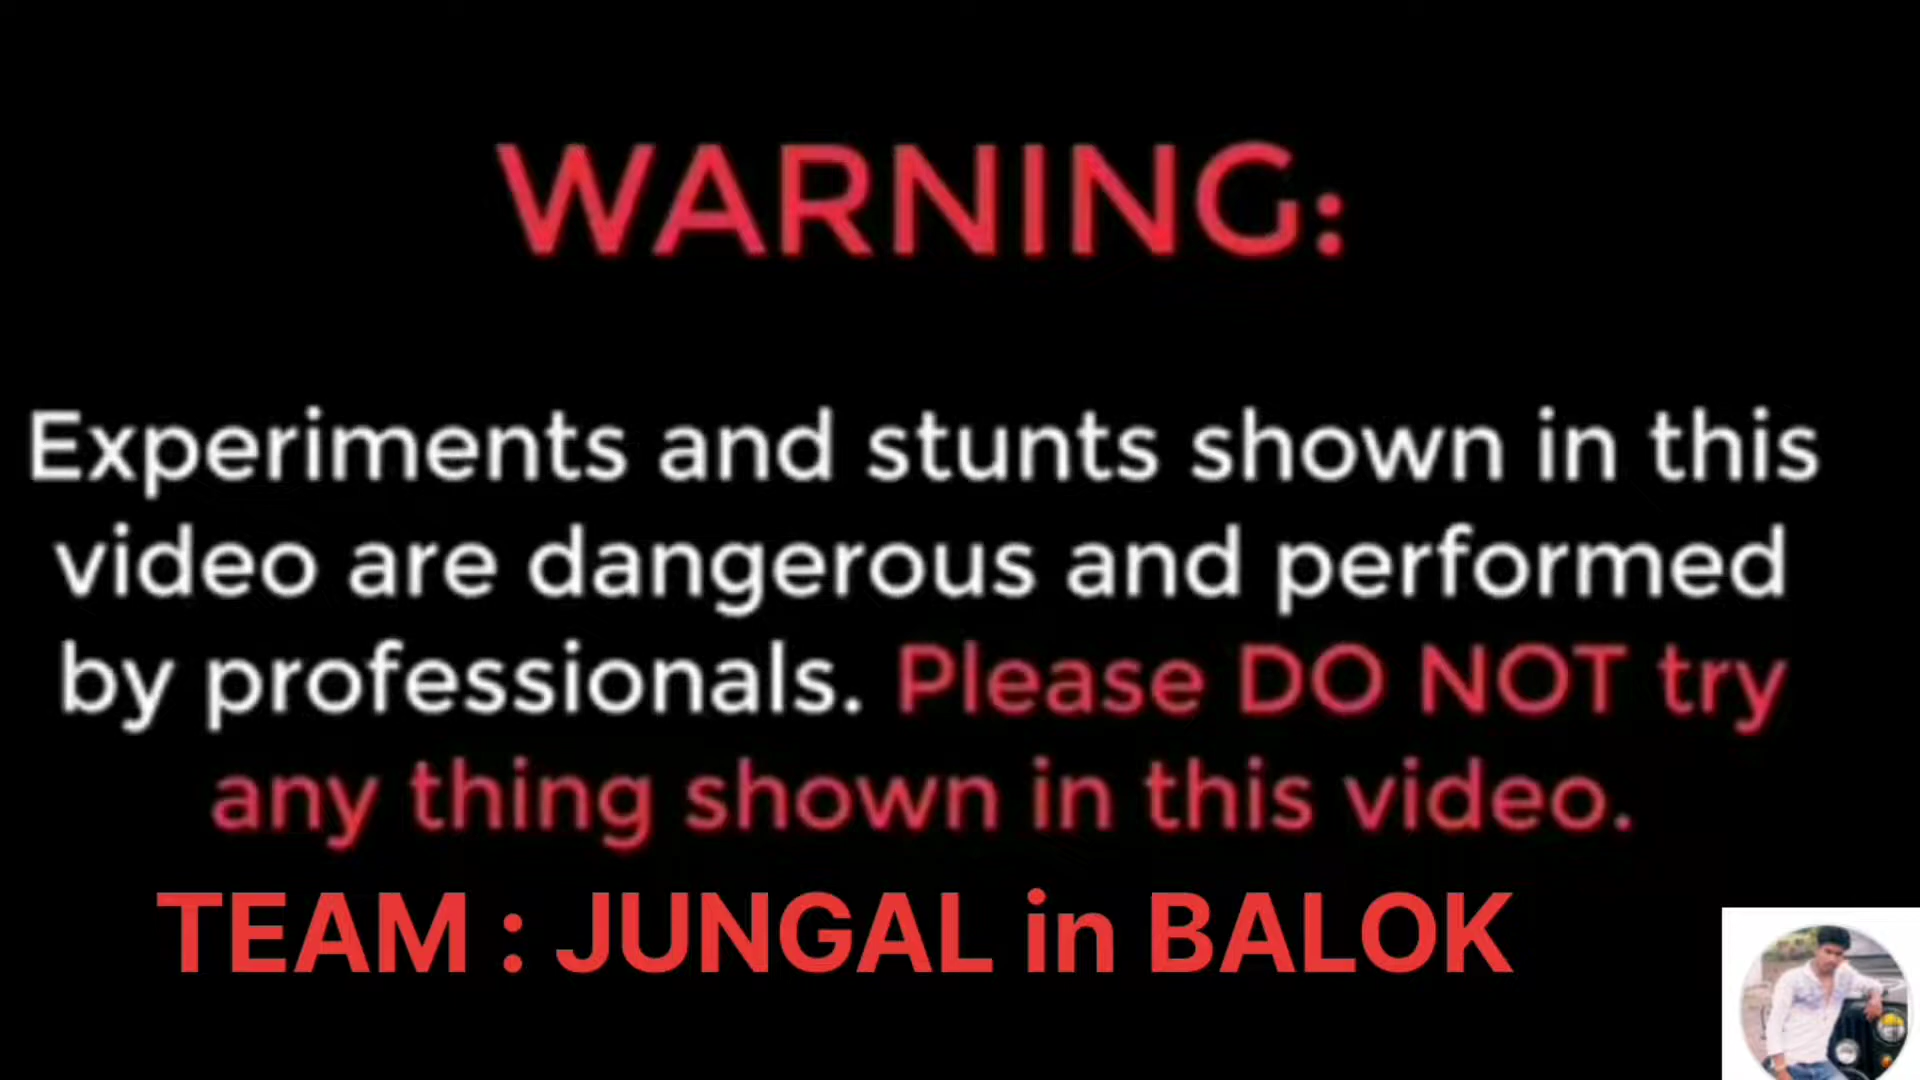 WARNING:
Experiments and stunts shown in this
video are dangerous and performed
by professionals. Please DO NOT try
any thing shown in this video.
TEAM : JUNGAL in BALOK